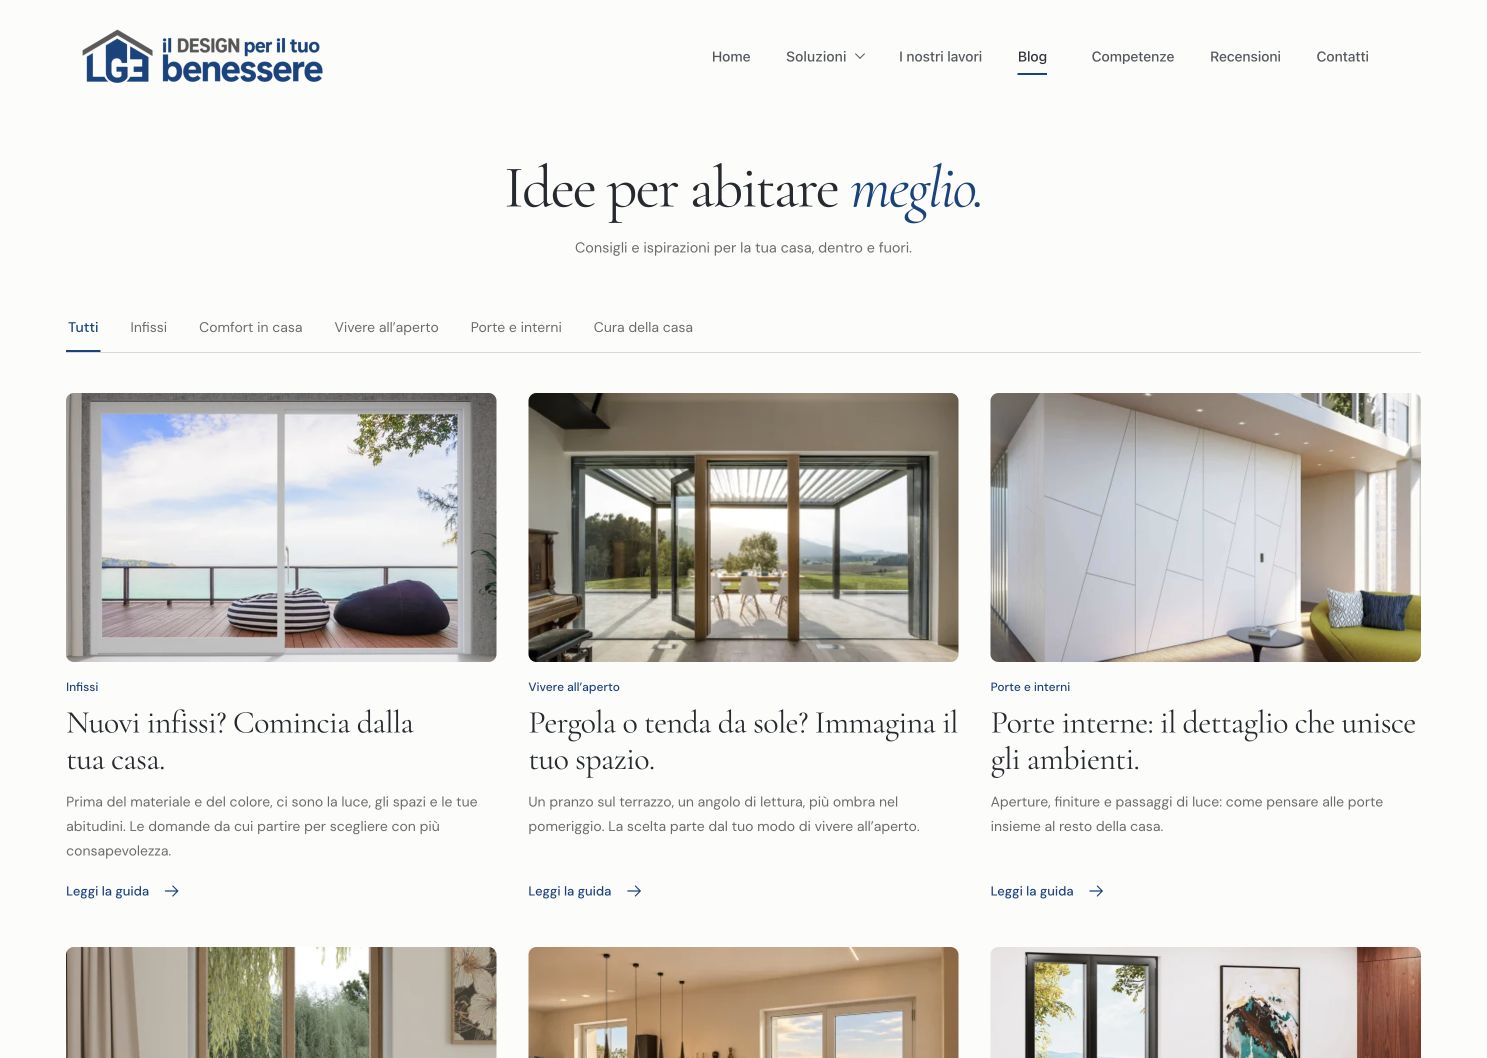 il DESIGN per il tuo
LGE benessere
Home Soluzioni I nostri lavori Blog Competenze Recensioni Contatti
Idee per abitare meglio.
Consigli e ispirazioni per la tua casa, dentro e fuori.
Tutti Infissi Comfort in casa Vivere all’aperto Porte e interni Cura della casa
Infissi
Nuovi infissi? Comincia dalla
tua casa.
Prima del materiale e del colore, ci sono la luce, gli spazi e le tue
abitudini. Le domande da cui partire per scegliere con più
consapevolezza.
Leggi la guida
Vivere all’aperto
Pergola o tenda da sole? Immagina il
tuo spazio.
Un pranzo sul terrazzo, un angolo di lettura, più ombra nel
pomeriggio. La scelta parte dal tuo modo di vivere all’aperto.
Leggi la guida
Porte e interni
Porte interne: il dettaglio che unisce
gli ambienti.
Aperture, finiture e passaggi di luce: come pensare alle porte
insieme al resto della casa.
Leggi la guida